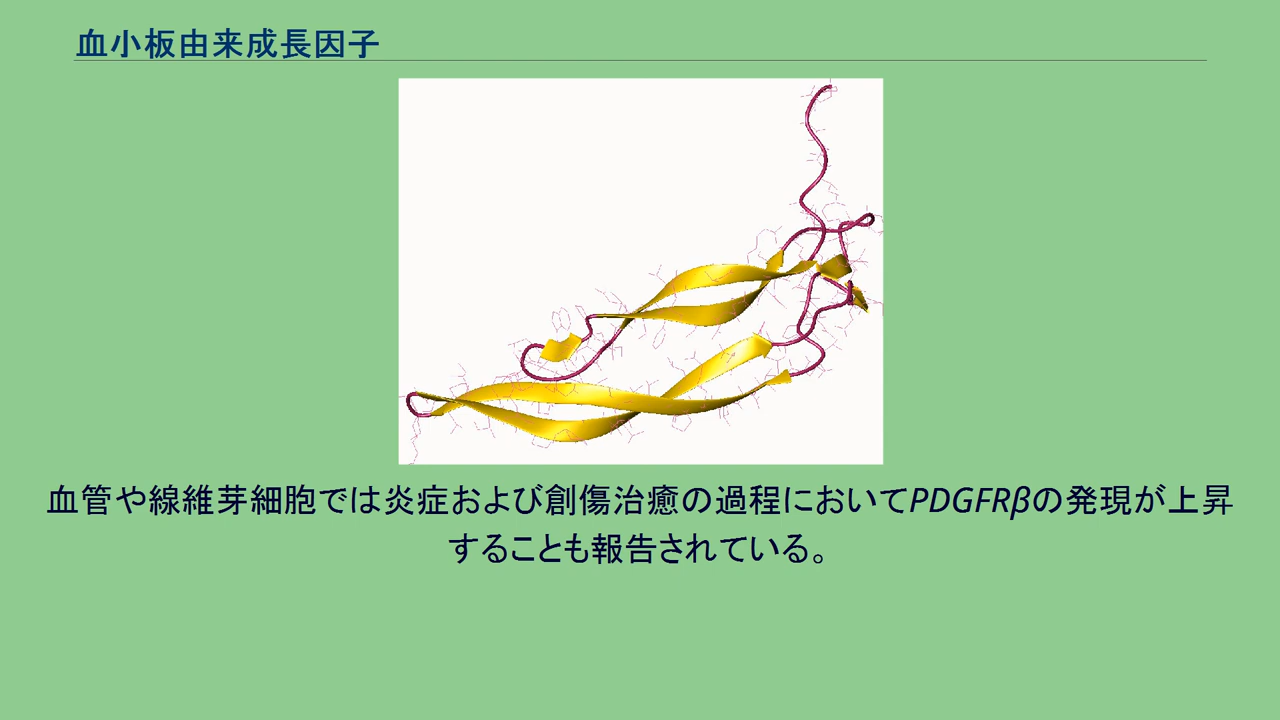 血小板由来成長因子
血管や線維芽細胞では炎症および創傷治癒の過程においてPDGFRβの発現が上昇
することも報告されている。